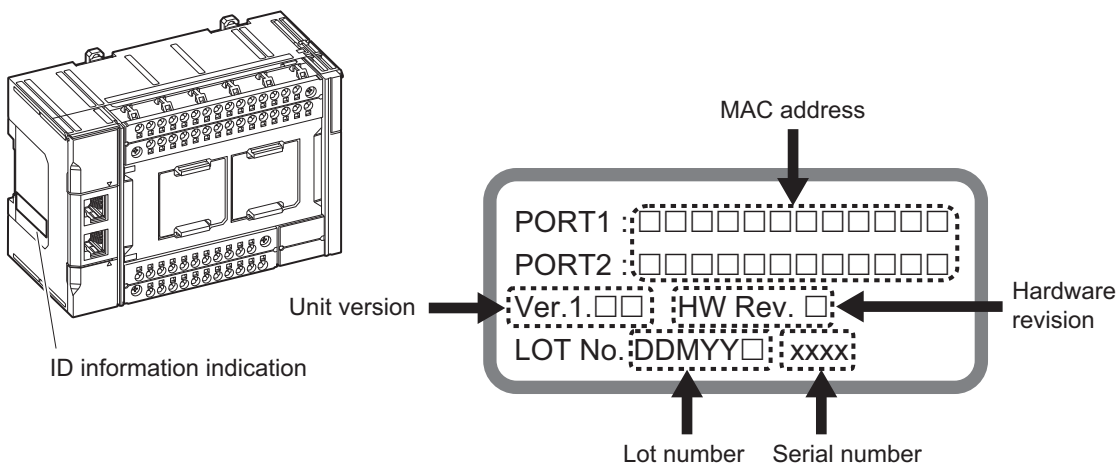 MAC address
PORT1 : □□□□□□□□□□□□
PORT2 : □□□□□□□□□□□□
Unit version
Ver.1.□□ HW Rev. □
Hardware
revision
LOT No. DDMYY□ xxxx
ID information indication
Lot number Serial number